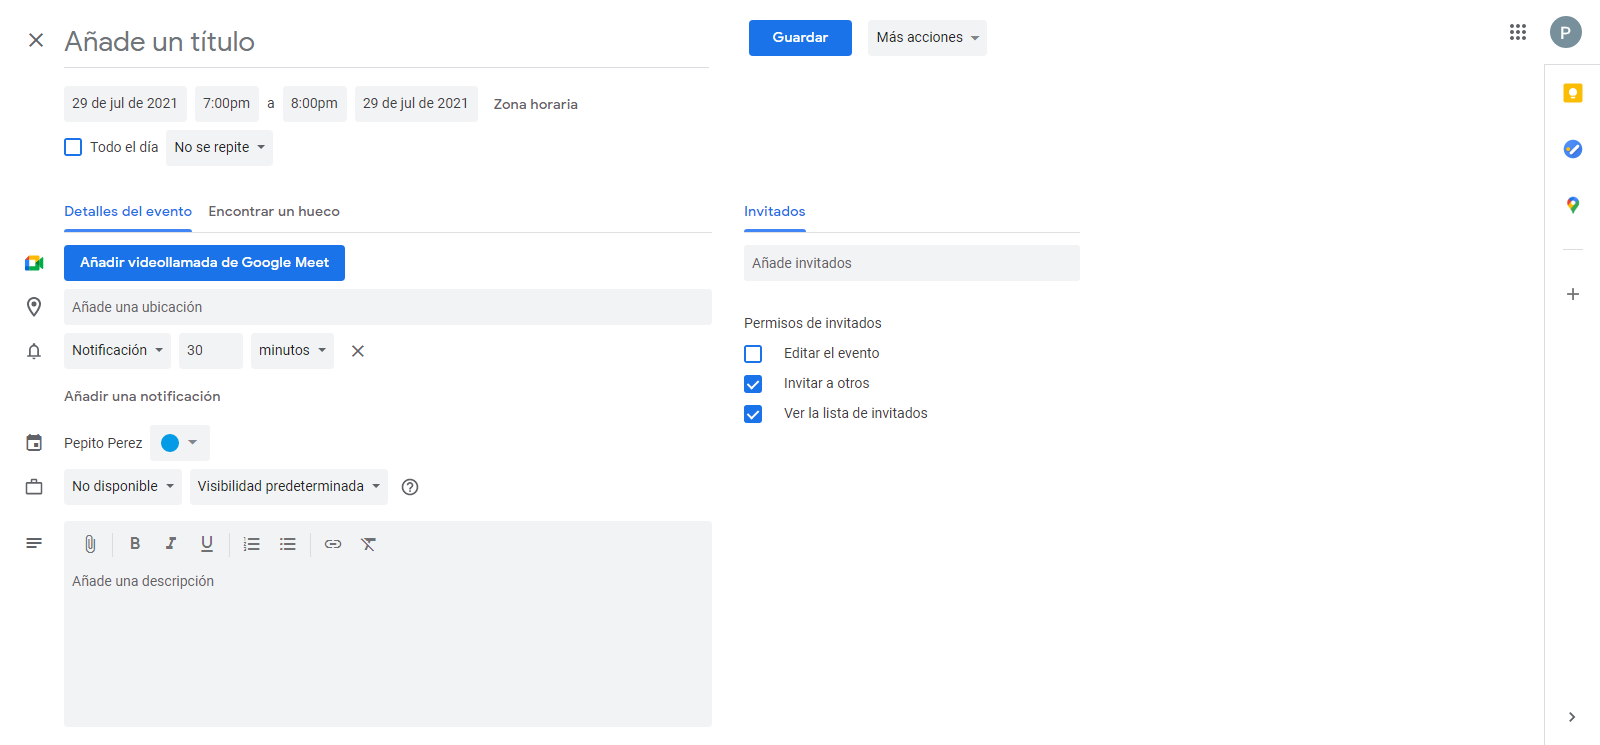 Añade un título
Guardar
Más acciones
P
29 de jul de 2021 7:00pm a 8:00pm 29 de jul de 2021 Zona horaria
Todo el día No se repite
Detalles del evento Encontrar un hueco
Invitados
Añadir videollamada de Google Meet
Añade invitados
Añade una ubicación
Notificación 30 minutos
Permisos de invitados
Editar el evento
Invitar a otros
Ver la lista de invitados
Añadir una notificación
Pepito Perez
No disponible Visibilidad predeterminada
B I U
Añade una descripción